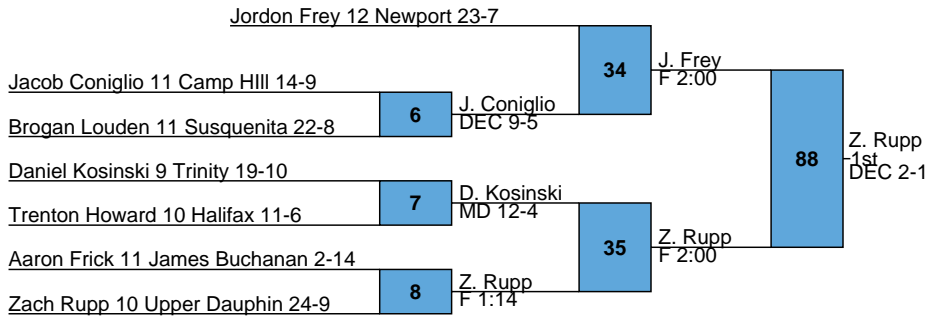 Jordon Frey 12 Newport 23-7
34
J. Frey
F 2:00
Jacob Coniglio 11 Camp HIll 14-9
6
J. Coniglio
DEC 9-5
Brogan Louden 11 Susquenita 22-8
88
Z. Rupp
1st
DEC 2-1
Daniel Kosinski 9 Trinity 19-10
7
D. Kosinski
MD 12-4
Trenton Howard 10 Halifax 11-6
35
Z. Rupp
F 2:00
Aaron Frick 11 James Buchanan 2-14
8
Z. Rupp
F 1:14
Zach Rupp 10 Upper Dauphin 24-9